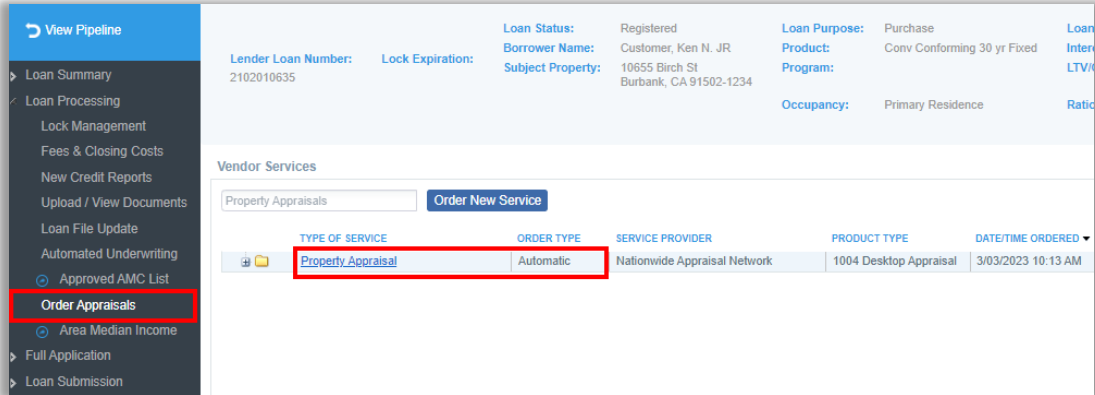 View Pipeline
Loan Summary
Loan Processing
Lock Management
Fees & Closing Costs
New Credit Reports
Upload / View Documents
Loan File Update
Automated Underwriting
Approved AMC List
Order Appraisals
Area Median Income
Full Application
Loan Submission
Lender Loan Number: Lock Expiration:
2102010635
Loan Status: Registered
Borrower Name: Customer, Ken N. JR
Subject Property: 10655 Birch St
Burbank, CA 91502-1234
Loan Purpose: Purchase
Product: Conv Conforming 30 yr Fixed
Program:
Occupancy: Primary Residence
Loan
LTV/
Vendor Services
Property Appraisals Order New Service
TYPE OF SERVICE ORDER TYPE SERVICE PROVIDER PRODUCT TYPE DATE/TIME ORDERED
Property Appraisal Automatic Nationwide Appraisal Network 1004 Desktop Appraisal 3/03/2023 10:13 AM